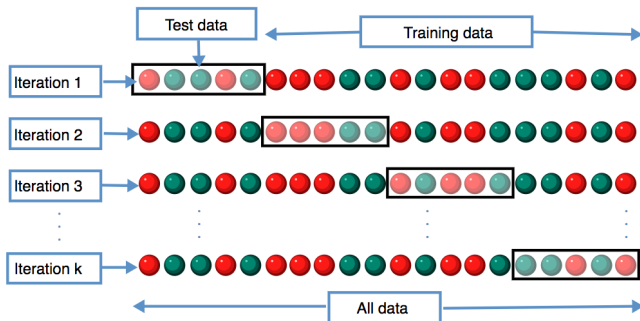 Test data
Training data
Iteration 1
Iteration 2
Iteration 3
Iteration k
All data